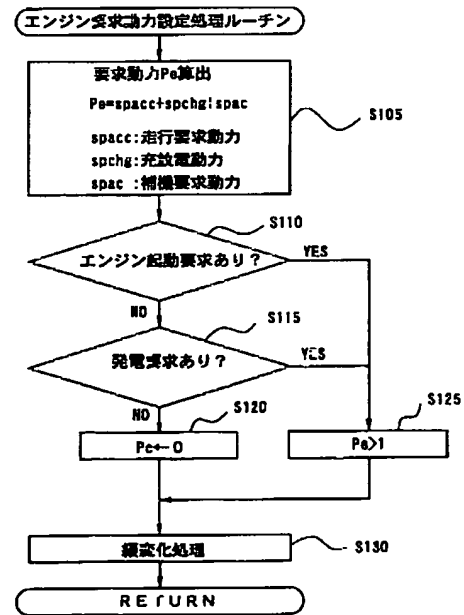 エンジン要求動力設定処理ルーチン
要求動力Pe算出
Pe=spacc+spchg+spac
spacc:走行要求動力
spchg:充放電動力
spac :補機要求動力
S105
S110
エンジン起動要求あり?
YES
NO
S115
発電要求あり?
YES
NO
S120
Pe←0
S125
Pe>1
緩変化処理
S130
RETURN